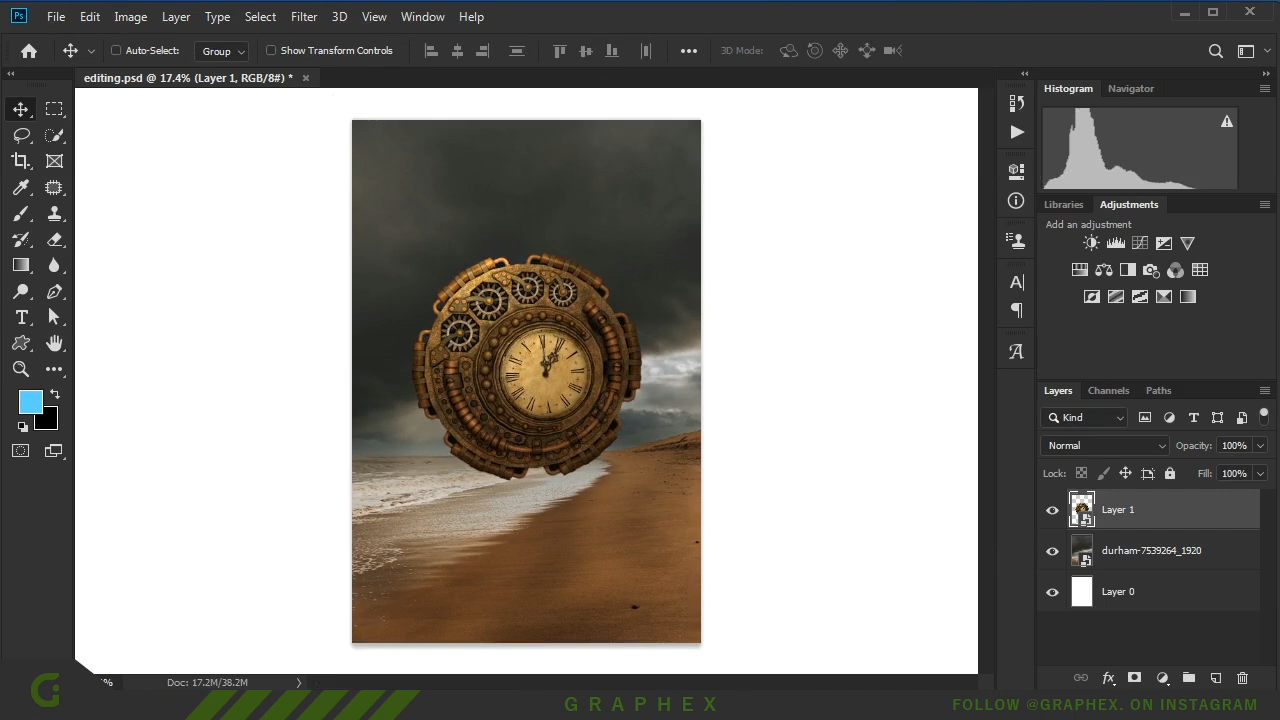 Ps File Edit Image Layer Type Select Filter 3D View Window Help
Auto-Select: Group Show Transform Controls 3D Mode:
editing.psd @ 17.4% (Layer 1, RGB/8#) *
Histogram Navigator
Libraries Adjustments
Add an adjustment
Layers Channels Paths
Kind
Normal Opacity: 100%
Lock: Fill: 100%
Layer 1
durham-7539264_1920
Layer 0
% Doc: 17.2M/38.2M
GRAPHEX
FOLLOW @GRAPHEX. ON INSTAGRAM